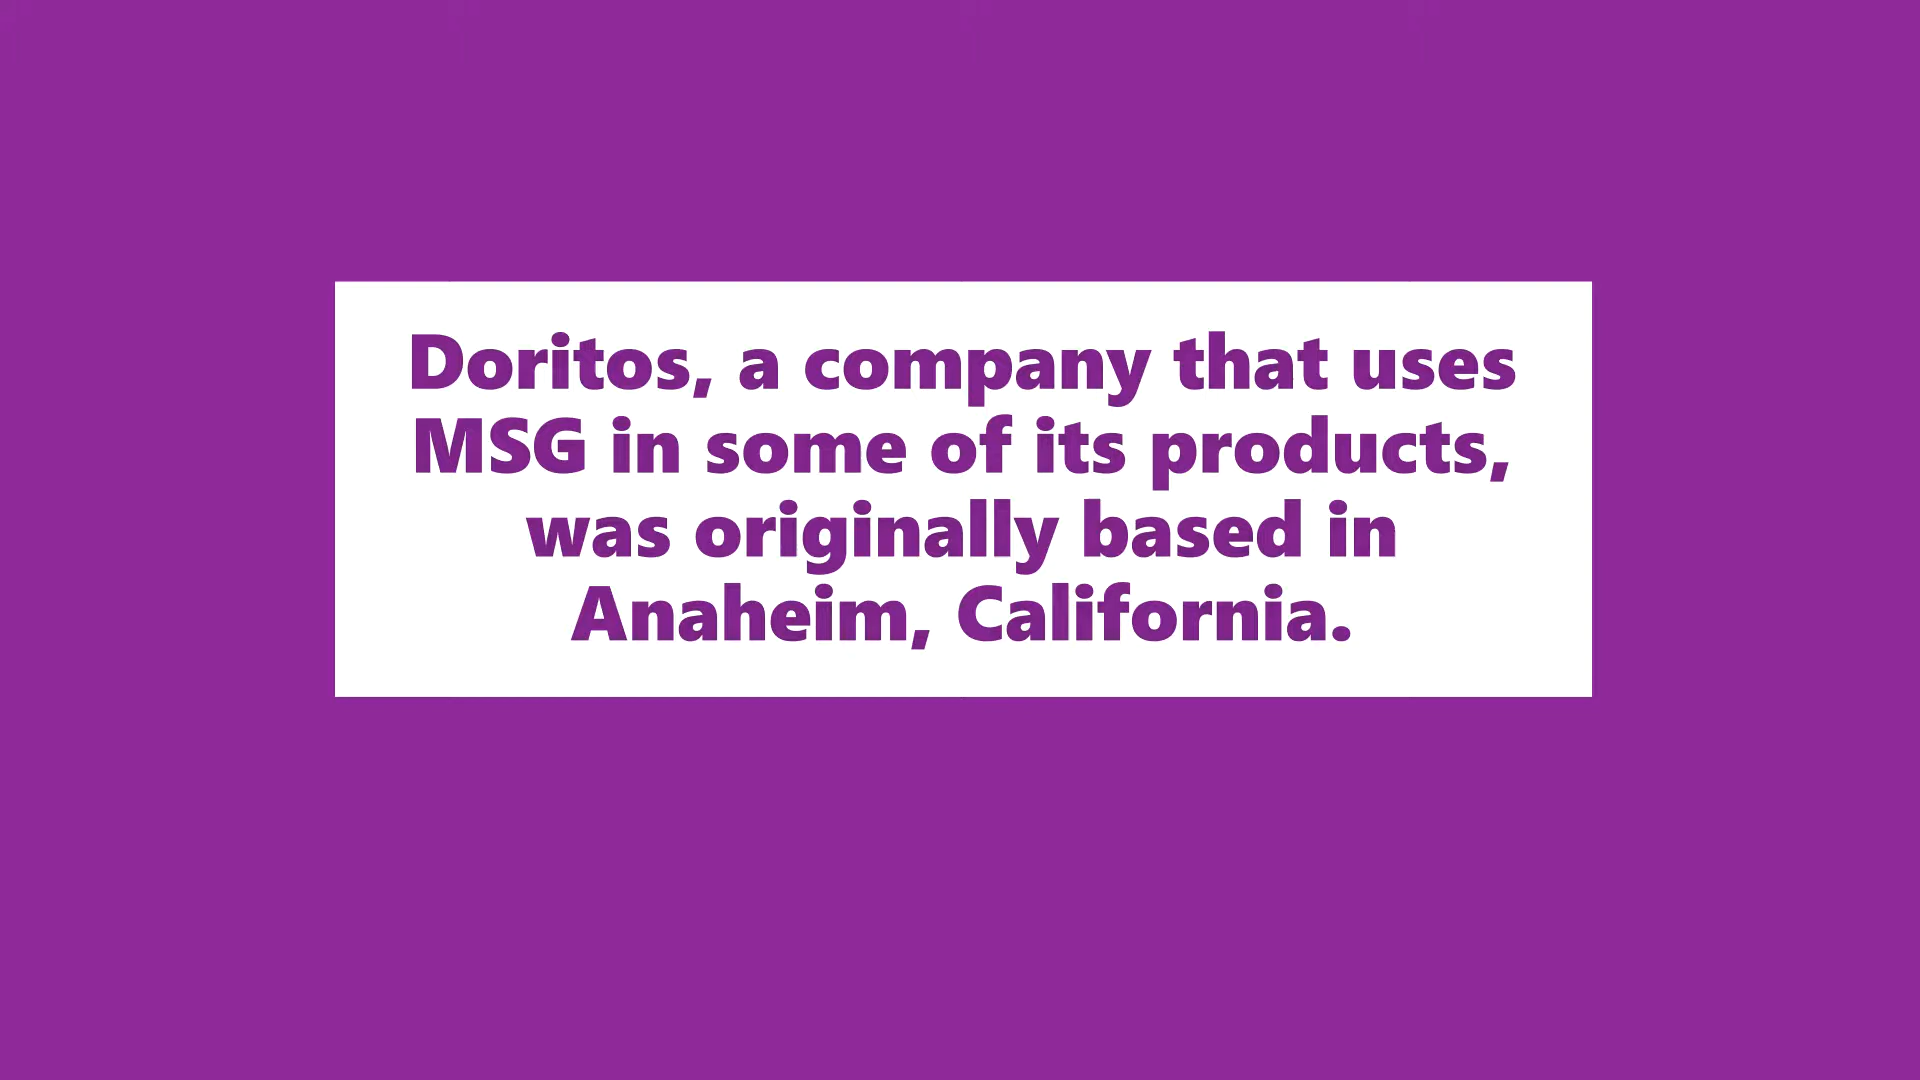 Doritos, a company that uses
MSG in some of its products,
was originally based in
Anaheim, California.